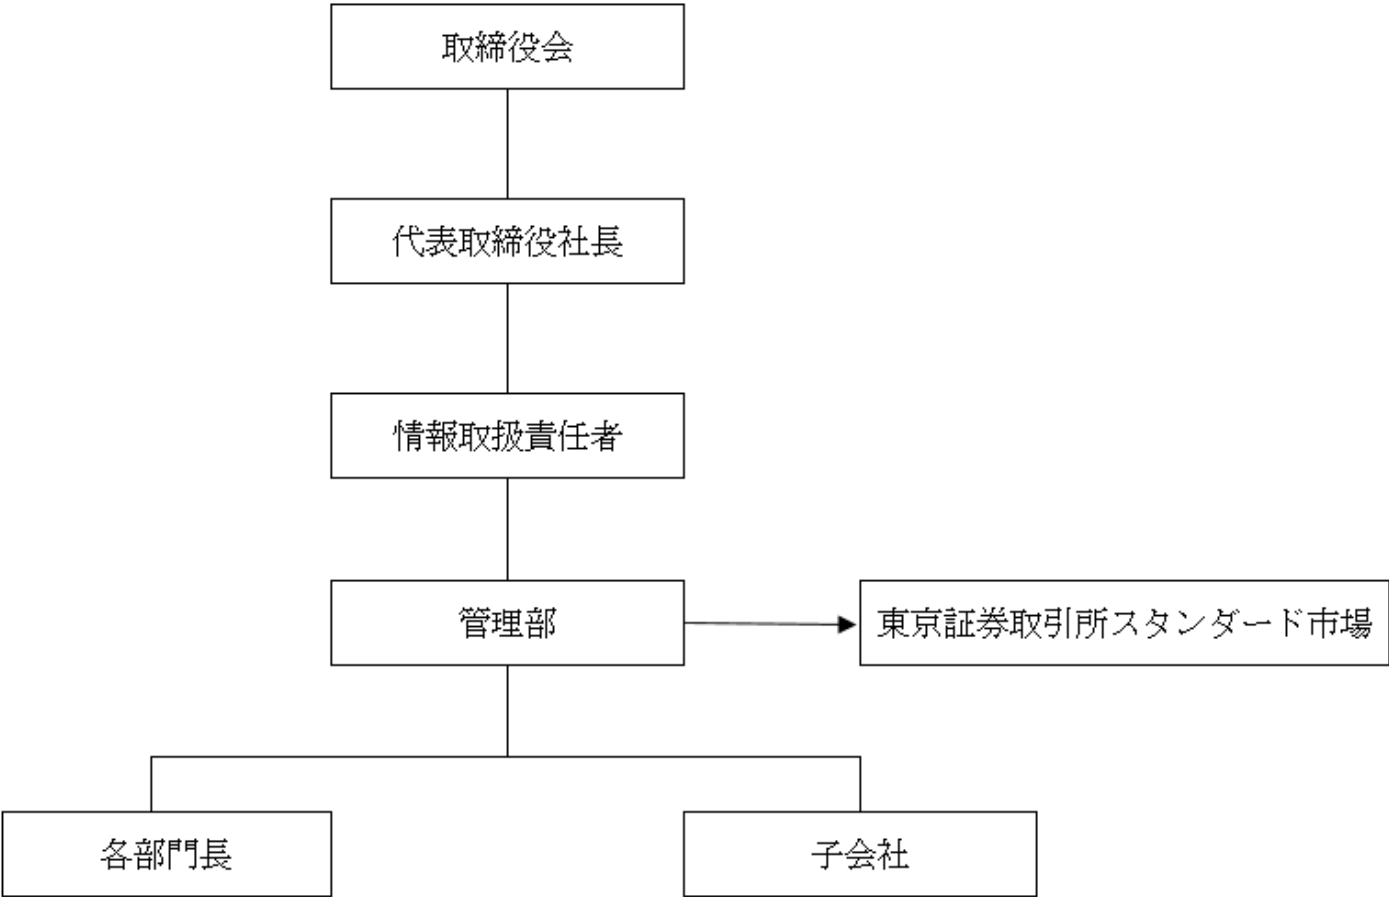 取締役会
代表取締役社長
情報取扱責任者
管理部
東京証券取引所スタンダード市場
各部門長
子会社